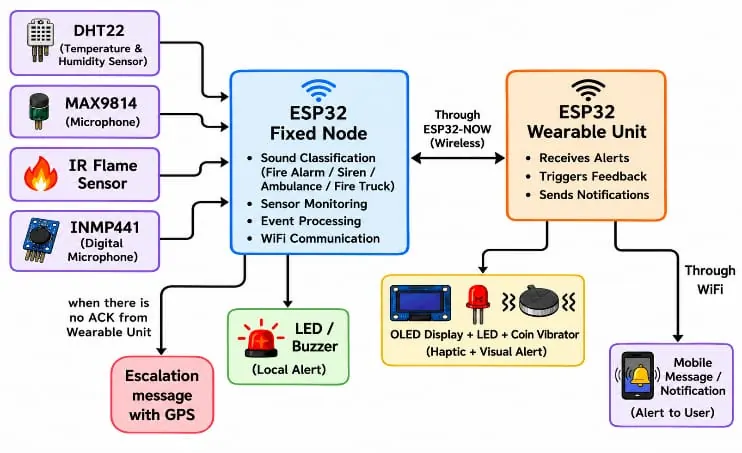 DHT22
(Temperature &
Humidity Sensor)
MAX9814
(Microphone)
IR Flame
Sensor
INMP441
(Digital
Microphone)
ESP32
Fixed Node
• Sound Classification
(Fire Alarm / Siren /
Ambulance / Fire Truck)
• Sensor Monitoring
• Event Processing
• WiFi Communication
Through
ESP32-NOW
(Wireless)
ESP32
Wearable Unit
• Receives Alerts
• Triggers Feedback
• Sends Notifications
when there is
no ACK from
Wearable Unit
Escalation
message
with GPS
LED /
Buzzer
(Local Alert)
OLED Display + LED + Coin Vibrator
(Haptic + Visual Alert)
Through
WiFi
Mobile
Message /
Notification
(Alert to User)